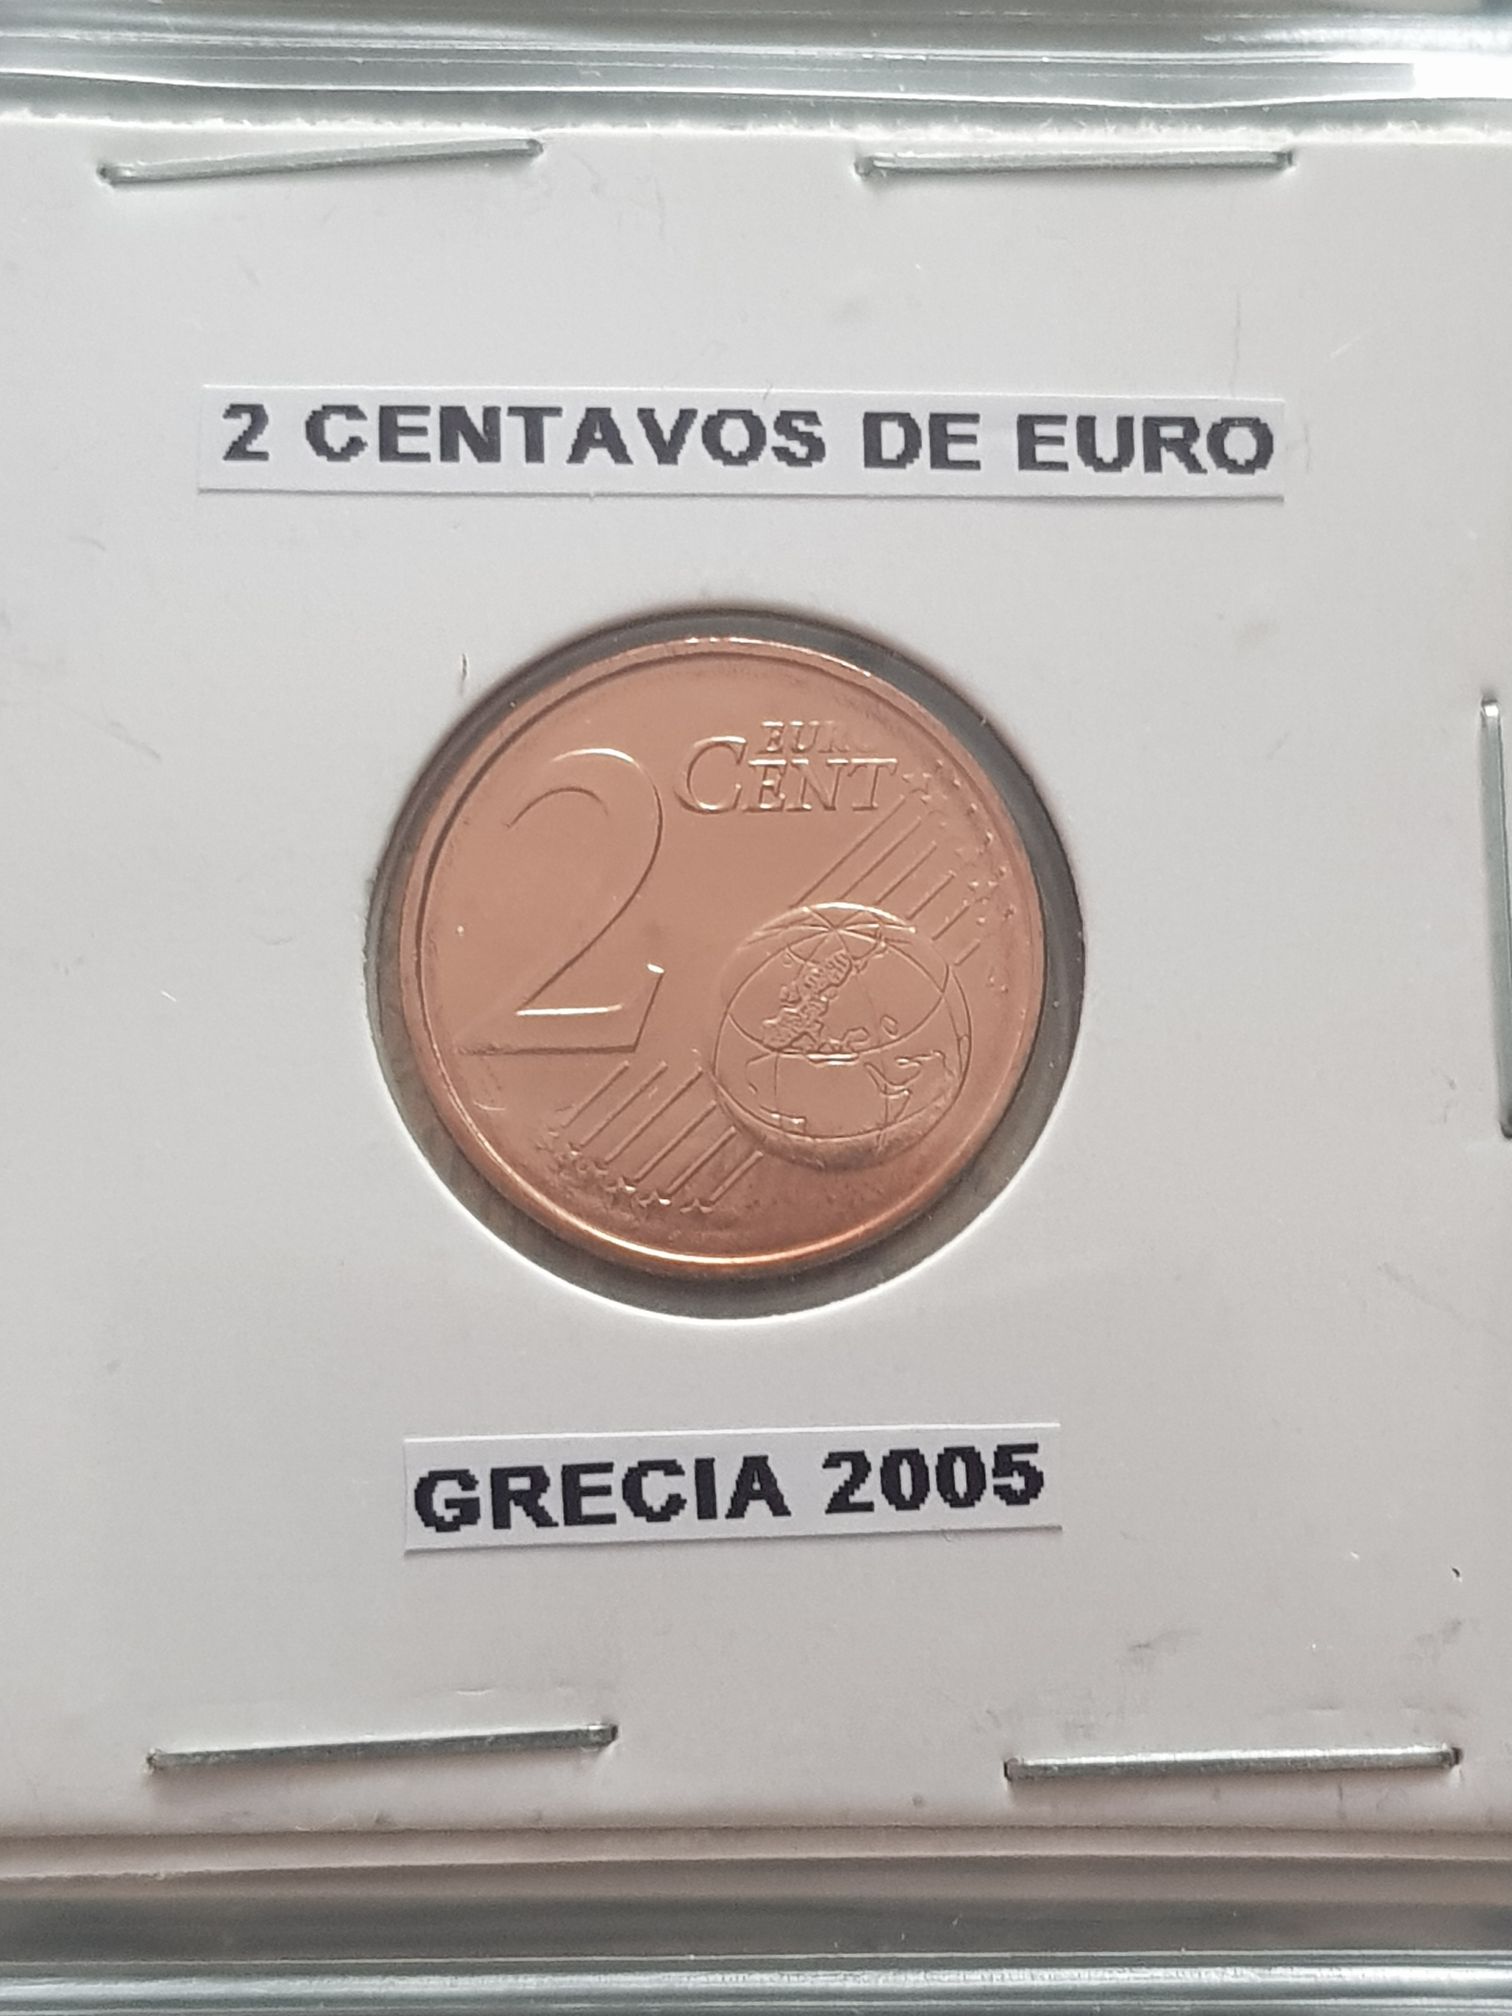 2 CENTAVOS DE EURO
2 EURO
CENT
GRECIA 2005